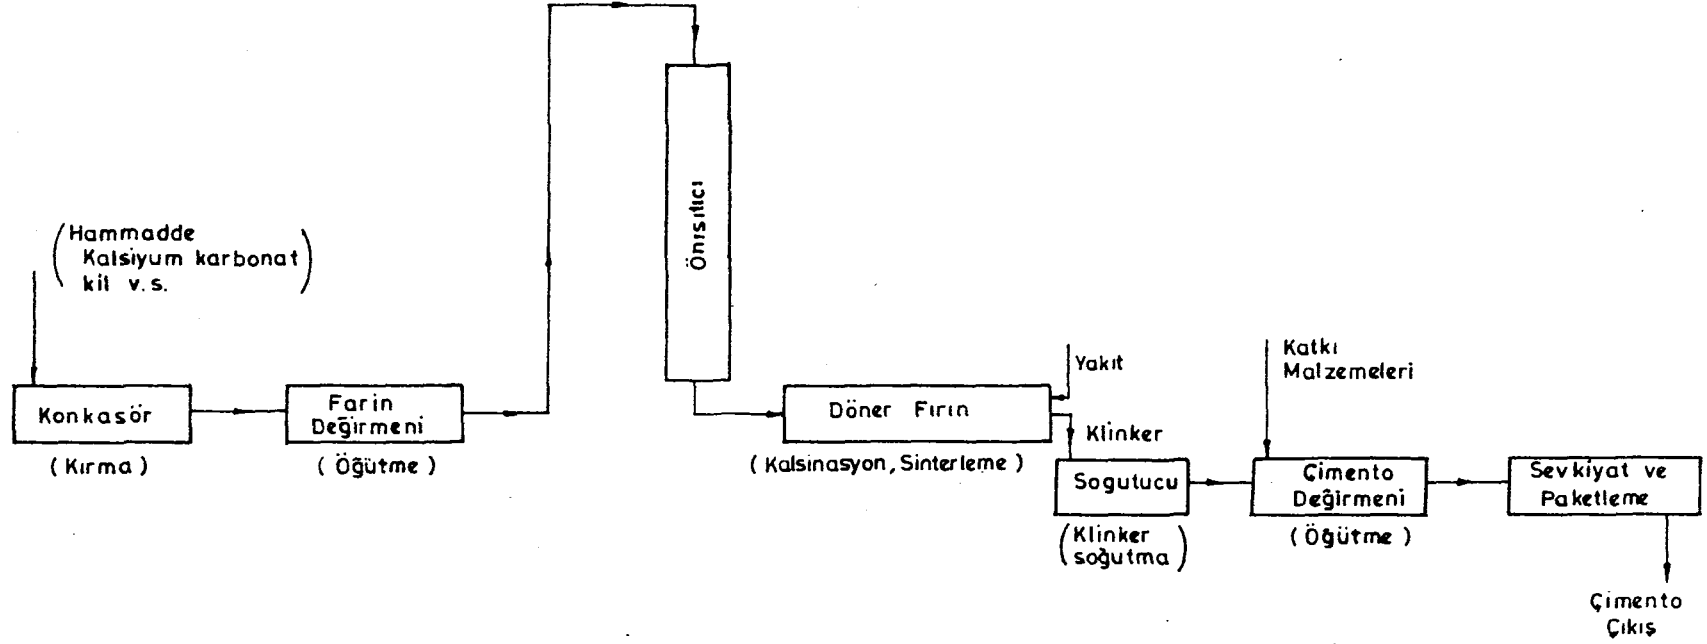 (Hammadde
Kalsiyum karbonat
kil v.s.)
Konkasör
(Kırma)
Farin
Değirmeni
(Öğütme)
Önısıtıcı
Döner Fırın
(Kalsinasyon, Sinterleme)
Yakıt
Klinker
Sogutucu
(Klinker
soğutma)
Katkı
Malzemeleri
Çimento
Değirmeni
(Öğütme)
Sevkiyat ve
Paketleme
Çimento
Çıkış